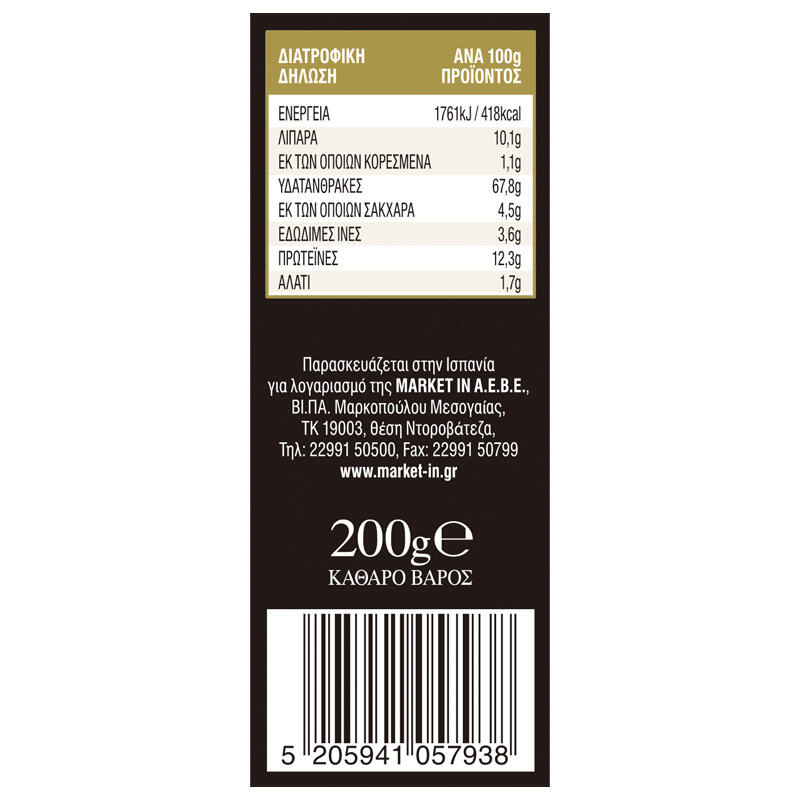 ΔΙΑΤΡΟΦΙΚΗ ΔΗΛΩΣΗ ΑΝΑ 100g ΠΡΟΪΟΝΤΟΣ
ΕΝΕΡΓΕΙΑ 1761kJ / 418kcal
ΛΙΠΑΡΑ 10,1g
ΕΚ ΤΩΝ ΟΠΟΙΩΝ ΚΟΡΕΣΜΕΝΑ 1,1g
ΥΔΑΤΑΝΘΡΑΚΕΣ 67,8g
ΕΚ ΤΩΝ ΟΠΟΙΩΝ ΣΑΚΧΑΡΑ 4,5g
ΕΔΩΔΙΜΕΣ ΙΝΕΣ 3,6g
ΠΡΩΤΕΪΝΕΣ 12,3g
ΑΛΑΤΙ 1,7g
Παρασκευάζεται στην Ισπανία
για λογαριασμό της MARKET IN Α.Ε.Β.Ε.,
ΒΙ.ΠΑ. Μαρκοπούλου Μεσογαίας,
ΤΚ 19003, θέση Ντοροβάτεζα,
Τηλ: 22991 50500, Fax: 22991 50799
www.market-in.gr
200g℮
ΚΑΘΑΡΟ ΒΑΡΟΣ
5 205941 057938